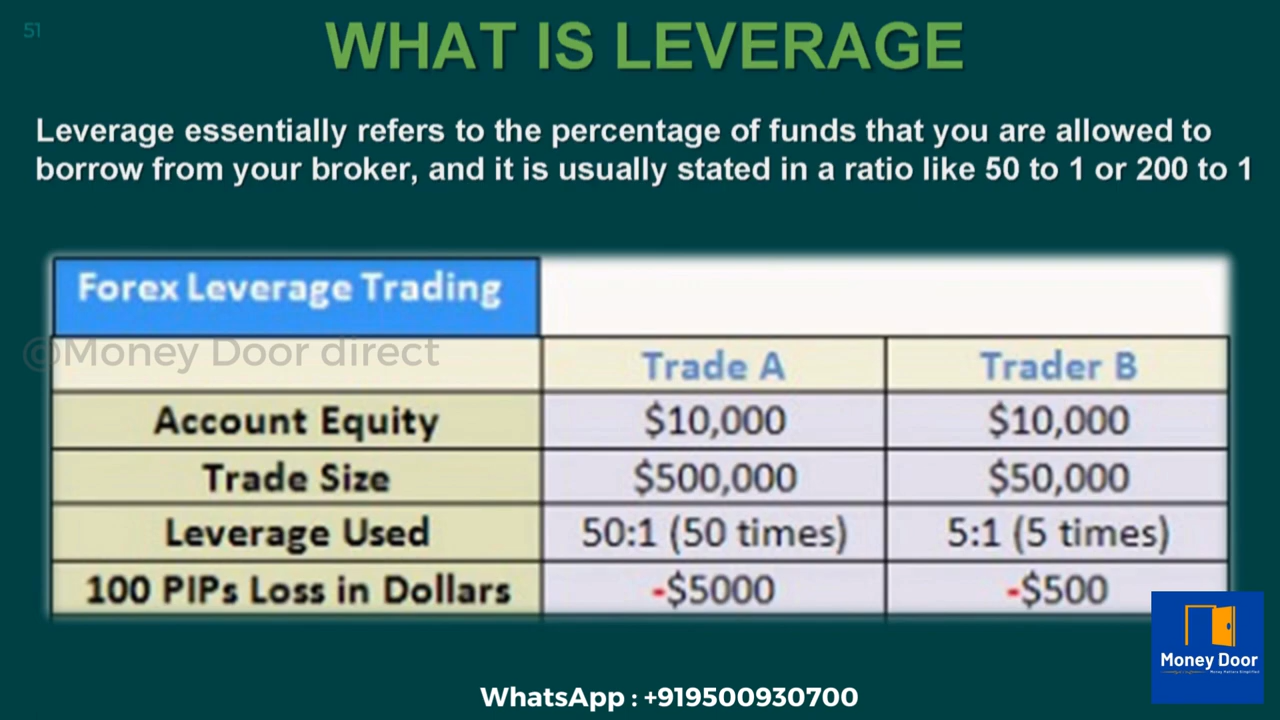 51
WHAT IS LEVERAGE
Leverage essentially refers to the percentage of funds that you are allowed to
borrow from your broker, and it is usually stated in a ratio like 50 to 1 or 200 to 1
Forex Leverage Trading
@Money Door direct
Trade A Trader B
Account Equity $10,000 $10,000
Trade Size $500,000 $50,000
Leverage Used 50:1 (50 times) 5:1 (5 times)
100 PIPs Loss in Dollars -$5000 -$500
Money Door
WhatsApp : +919500930700